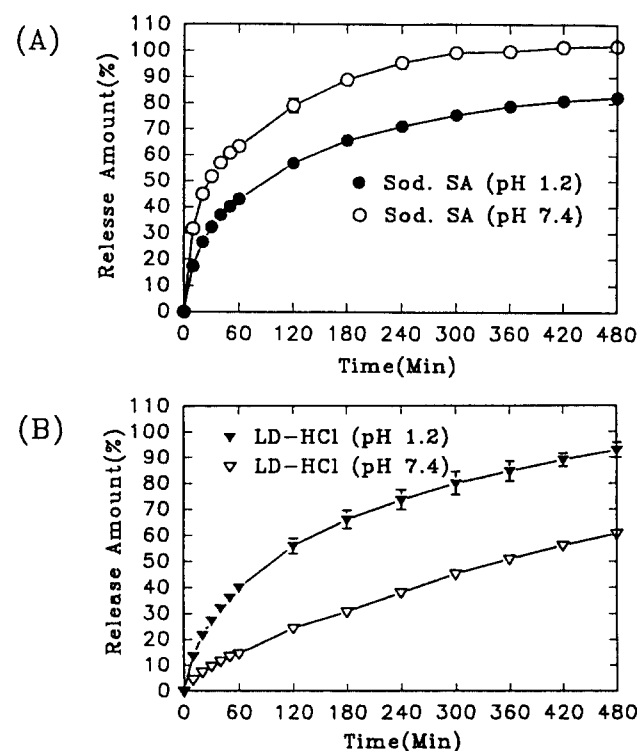 (A)
Relesse Amount(%)
110
100
90
80
70
60
50
40
30
20
10
0
Sod. SA (pH 1.2)
Sod. SA (pH 7.4)
0 60 120 180 240 300 360 420 480
Time(Min)
(B)
Release Amount(%)
110
100
90
80
70
60
50
40
30
20
10
0
LD-HCl (pH 1.2)
LD-HCl (pH 7.4)
0 60 120 180 240 300 360 420 480
Time(Min)